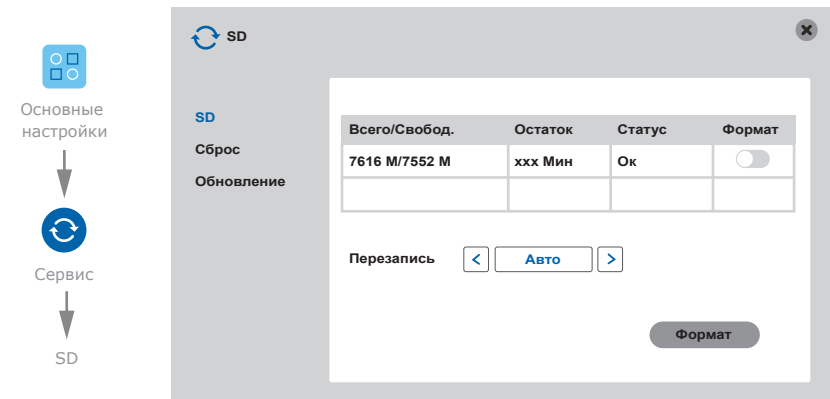 Основные
настройки
Сервис
SD
SD
SD
Сброс
Обновление
Всего/Свобод. Остаток Статус Формат
7616 M/7552 M xxx Мин Ок
Перезапись < Авто >
Формат